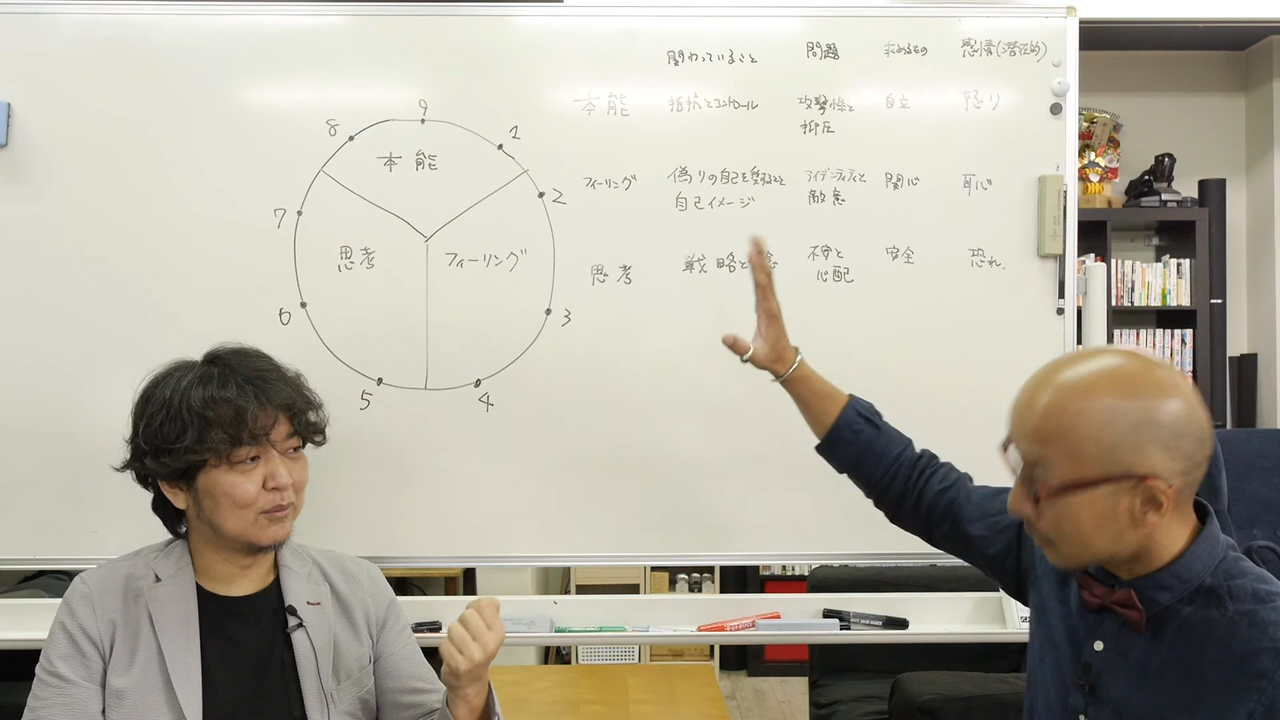 関わっていること 問題 求めるもの 感情(潜在的)
本能 抵抗とコントロール 攻撃性と 自立 怒り
抑圧
フィーリング 偽りの自己を愛すること アイデンティティと 関心 恥
自己イメージ 敵意
思考 戦略と 不安と 安全 恐れ.
心配
9
8 1
本能
7 2
思考 フィーリング
6 3
5 4